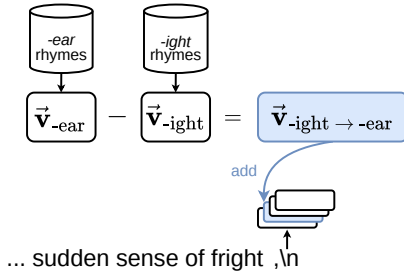 -ear -ight
rhymes rhymes
v⃗-ear − v⃗-ight = v⃗-ight → -ear
add
... sudden sense of fright ,\n